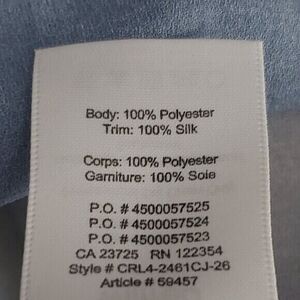 Body: 100% Polyester
Trim: 100% Silk
Corps: 100% Polyester
Garniture: 100% Soie
P.O. # 4500057525
P.O. # 4500057524
P.O. # 4500057523
CA 23725 RN 122354
Style # CRL4-2461CJ-26
Article # 59457